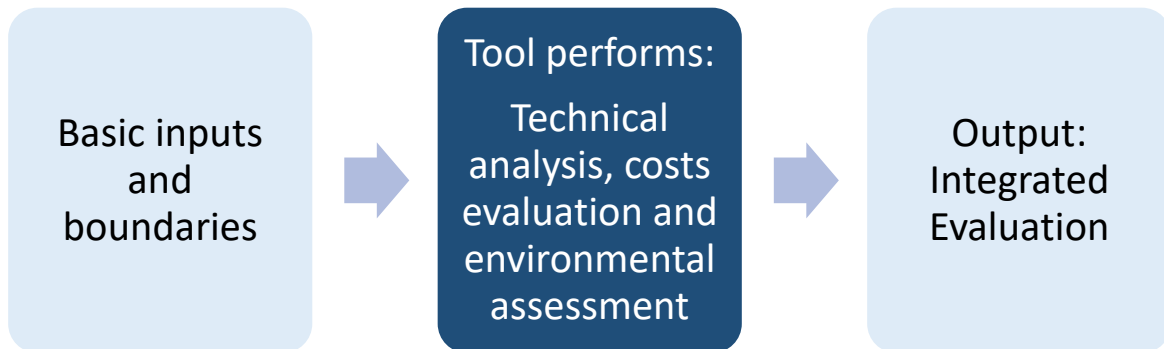 Basic inputs
and
boundaries
Tool performs:
Technical
analysis, costs
evaluation and
environmental
assessment
Output:
Integrated
Evaluation